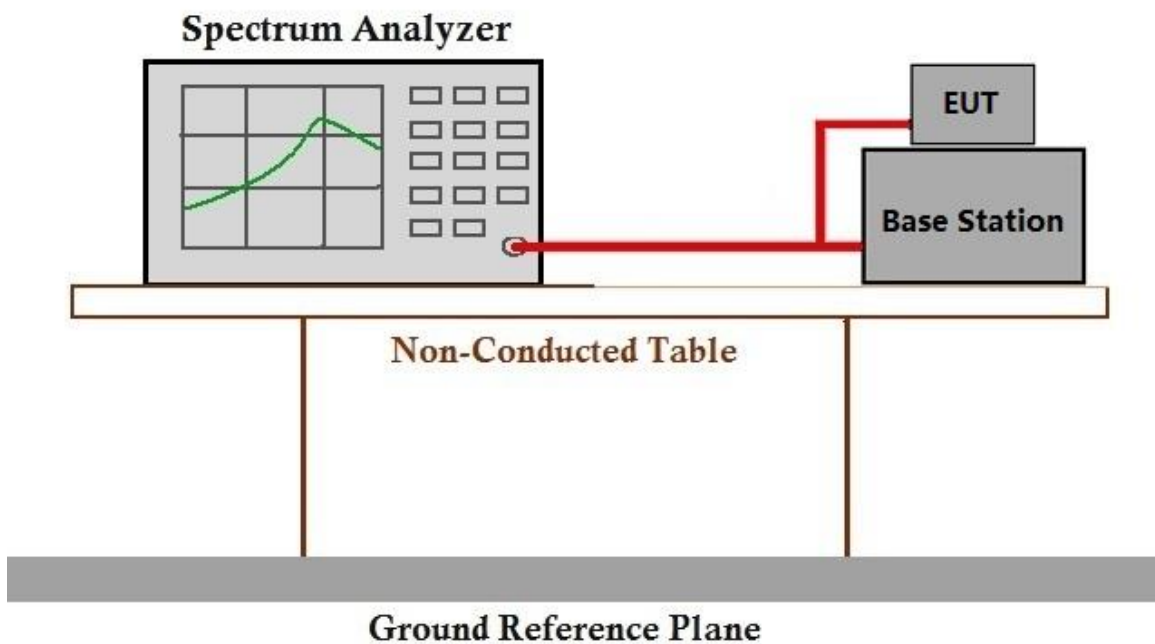 Spectrum Analyzer
EUT
Base Station
Non-Conducted Table
Ground Reference Plane